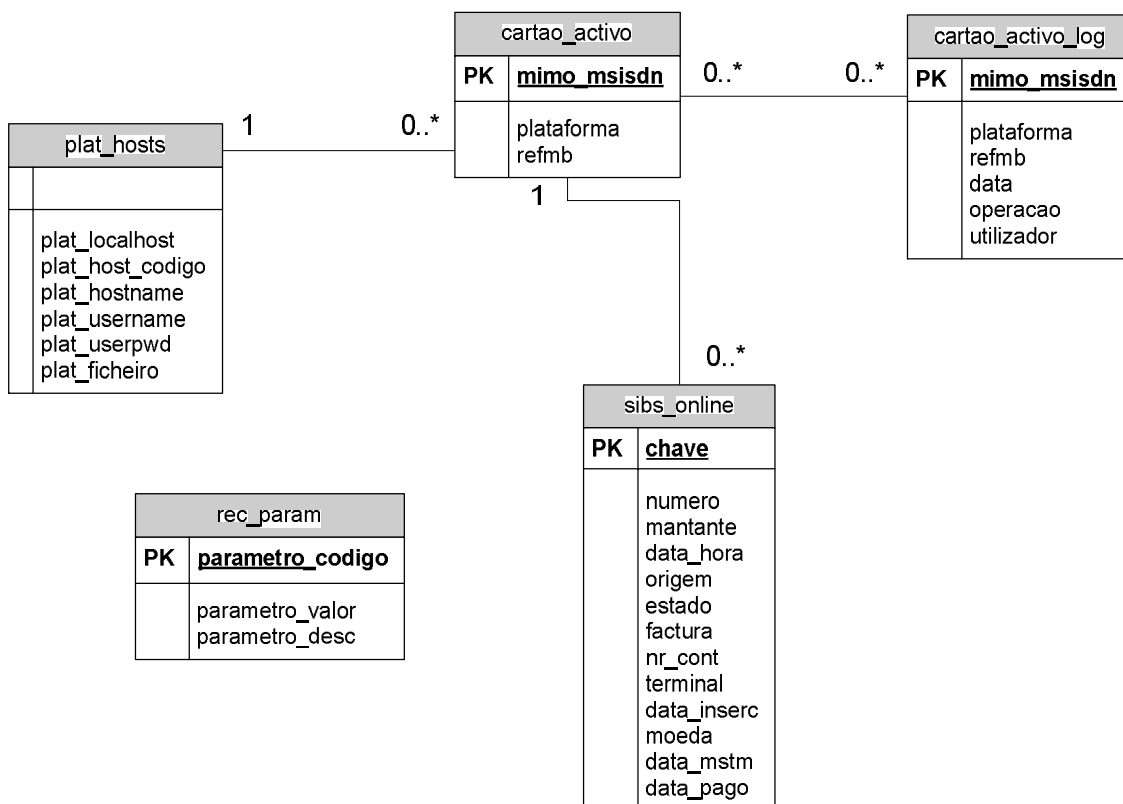 cartao_activo
PK mimo_msisdn
plataforma
refmb
cartao_activo_log
PK mimo_msisdn
plataforma
refmb
data
operacao
utilizador
0..* 0..*
plat_hosts
plat_localhost
plat_host_codigo
plat_hostname
plat_username
plat_userpwd
plat_ficheiro
1 0..*
1
0..*
sibs_online
PK chave
numero
mantante
data_hora
origem
estado
factura
nr_cont
terminal
data_inserc
moeda
data_mstm
data_pago
rec_param
PK parametro_codigo
parametro_valor
parametro_desc